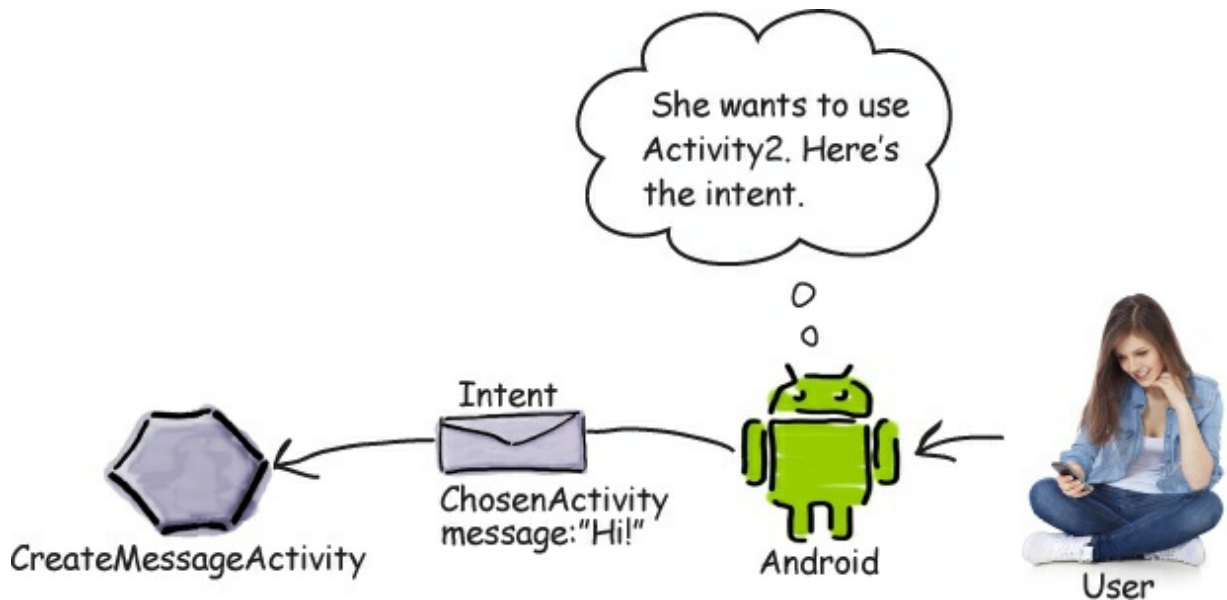 She wants to use
Activity2. Here's
the intent.
Intent
ChosenActivity
message:"Hi!"
CreateMessageActivity
Android
User